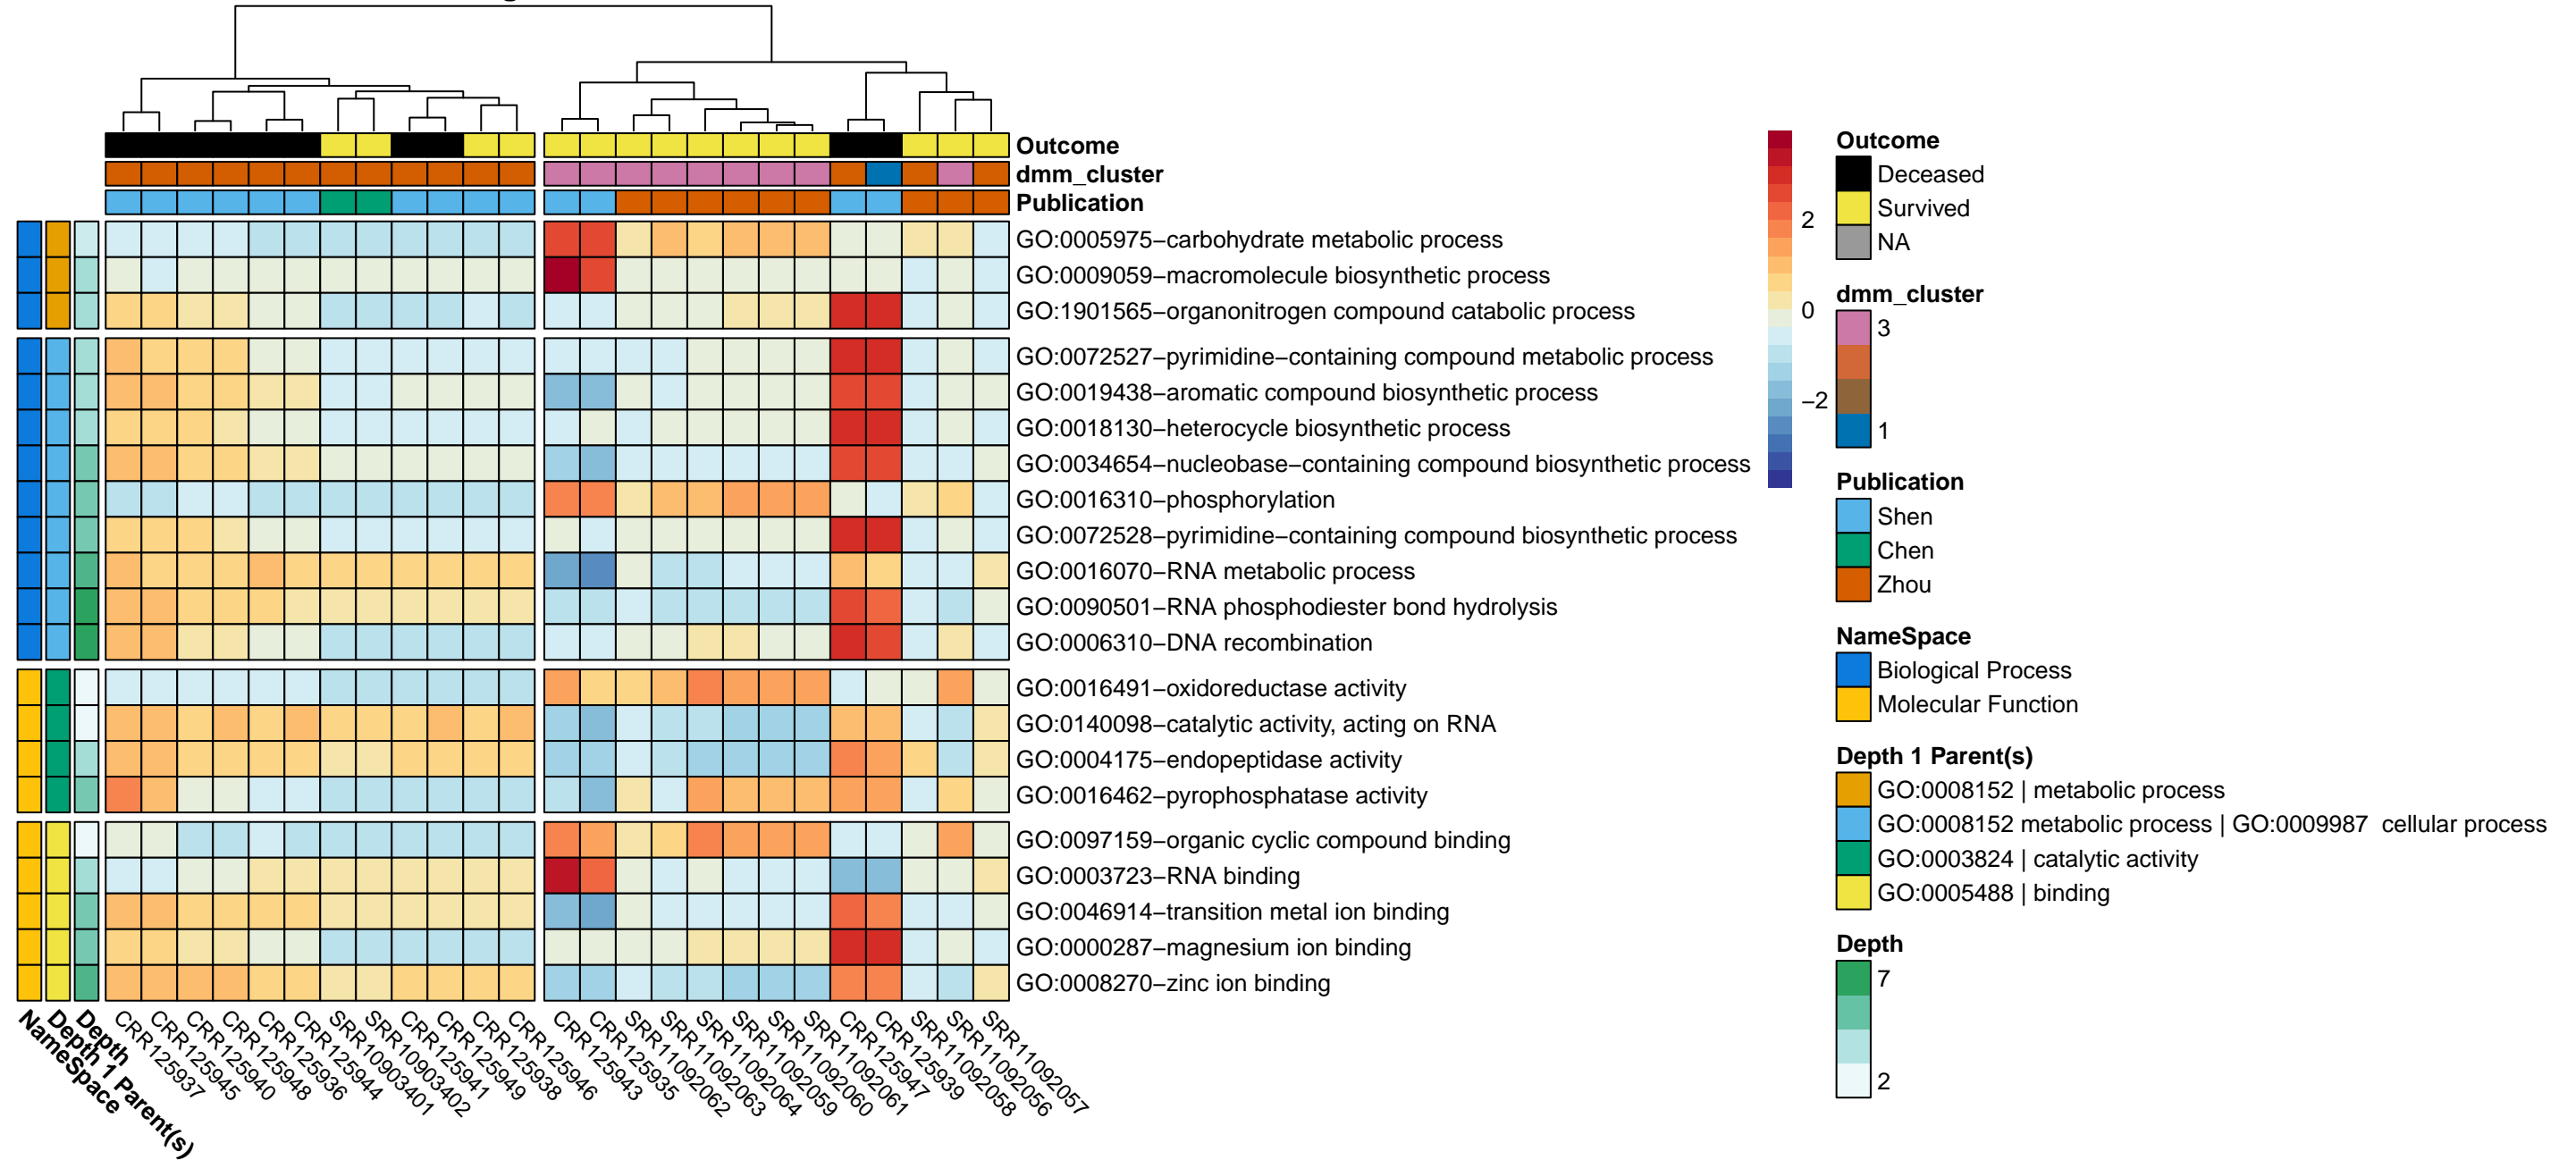 Outcome
dmm_cluster
Publication
GO:0005975−carbohydrate metabolic process
GO:0009059−macromolecule biosynthetic process
GO:1901565−organonitrogen compound catabolic process
GO:0072527−pyrimidine−containing compound metabolic process
GO:0019438−aromatic compound biosynthetic process
GO:0018130−heterocycle biosynthetic process
GO:0034654−nucleobase−containing compound biosynthetic process
GO:0016310−phosphorylation
GO:0072528−pyrimidine−containing compound biosynthetic process
GO:0016070−RNA metabolic process
GO:0090501−RNA phosphodiester bond hydrolysis
GO:0006310−DNA recombination
GO:0016491−oxidoreductase activity
GO:0140098−catalytic activity, acting on RNA
GO:0004175−endopeptidase activity
GO:0016462−pyrophosphatase activity
GO:0097159−organic cyclic compound binding
GO:0003723−RNA binding
GO:0046914−transition metal ion binding
GO:0000287−magnesium ion binding
GO:0008270−zinc ion binding
NameSpace
Depth 1 Parent(s)
Depth
CRR125937
CRR125945
CRR125940
CRR125948
CRR125936
CRR125944
SRR10903401
SRR10903402
CRR125941
CRR125949
CRR125938
CRR125946
CRR125943
CRR125935
SRR11092062
SRR11092063
SRR11092064
SRR11092059
SRR11092060
SRR11092061
CRR125947
CRR125939
SRR11092058
SRR11092056
SRR11092057
2
0
−2
Outcome
Deceased
Survived
NA
dmm_cluster
3
1
Publication
Shen
Chen
Zhou
NameSpace
Biological Process
Molecular Function
Depth 1 Parent(s)
GO:0008152 | metabolic process
GO:0008152 metabolic process | GO:0009987  cellular process
GO:0003824 | catalytic activity
GO:0005488 | binding
Depth
7
2